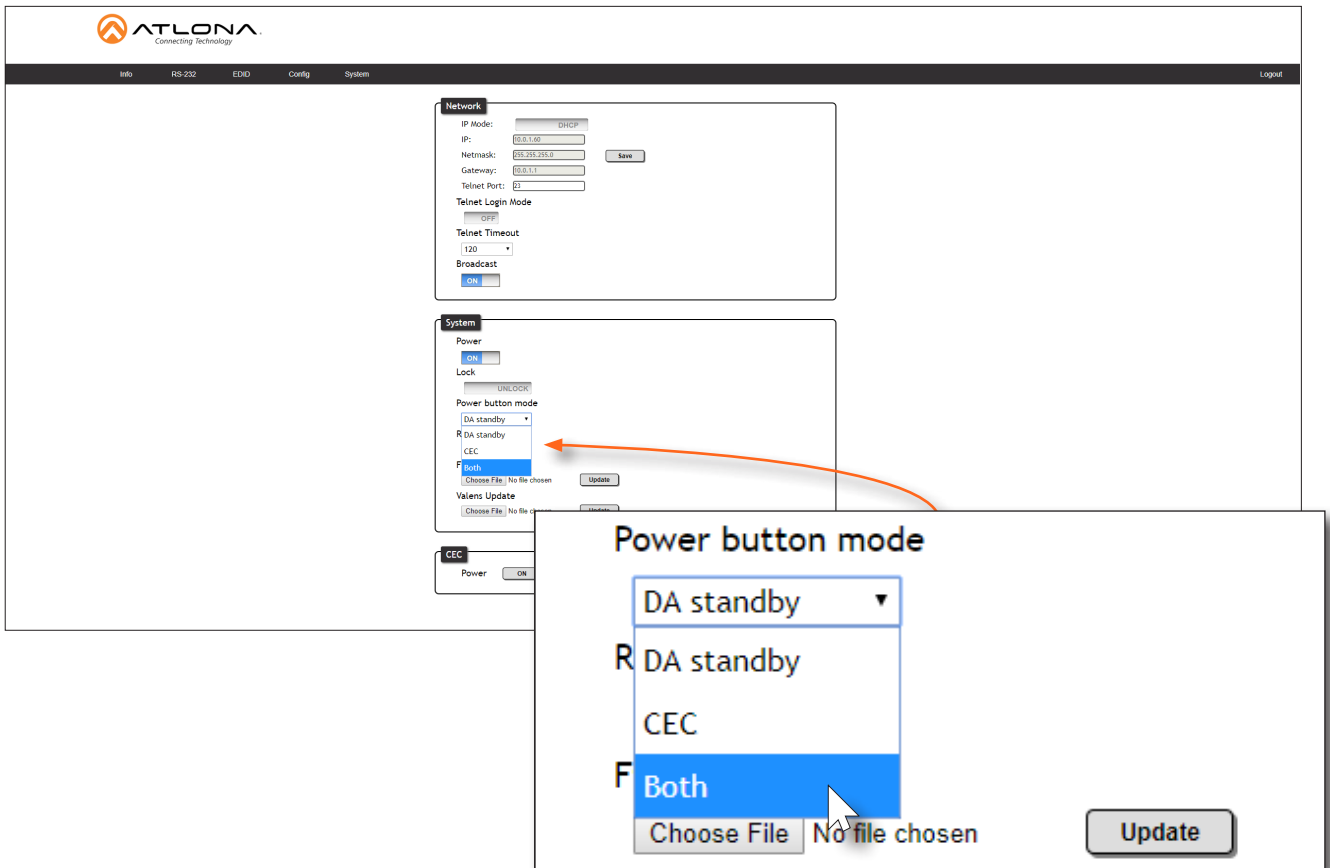 ATLONA.
Connecting Technology
Info RS-232 EDID Config System Logout
Network
IP Mode: DHCP
IP: 10.0.1.60
Netmask: 255.255.255.0 Save
Gateway: 10.0.1.1
Telnet Port: 23
Telnet Login Mode
OFF
Telnet Timeout
120
Broadcast
ON
System
Power
ON
Lock
UNLOCK
Power button mode
DA standby
R DA standby
CEC
F Both
Choose File No file chosen Update
Valens Update
Choose File No file Update
CEC
Power ON
Power button mode
DA standby
R DA standby
CEC
F Both
Choose File No file chosen Update